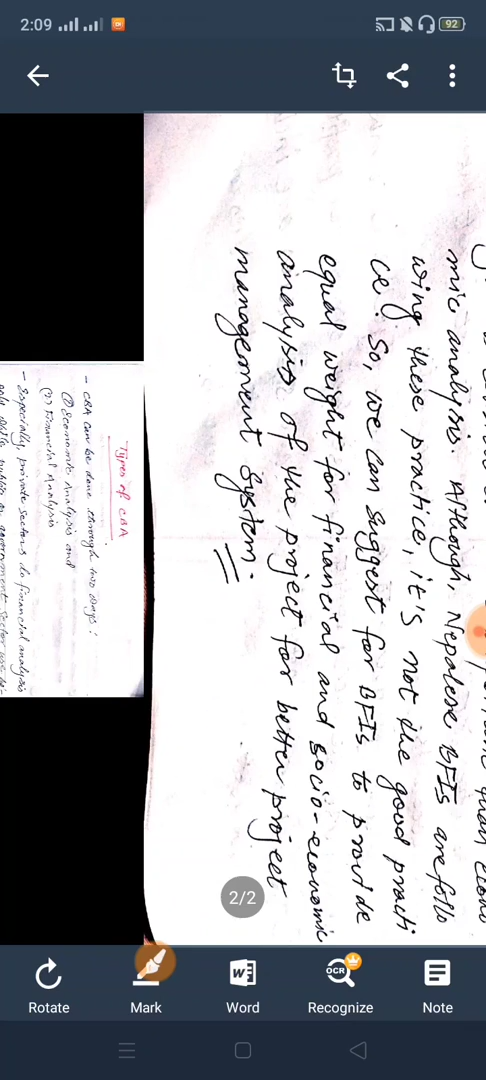 2:09
92
mic analysis. Although, Nepalese BFIs are follo
wing these practice, it's not the good practi
ce. So, we can suggest for BFIs to provide
equal weight for financial and socio-economic
analysis of the project for better project
management system.
Types of CBA
- CBA can be done through two ways:
(i) Economic Analysis and
(ii) Financial Analysis
- Especially, private sectors do financial analysis
2/2
Rotate
Mark
Word
Recognize
Note
W
OCR